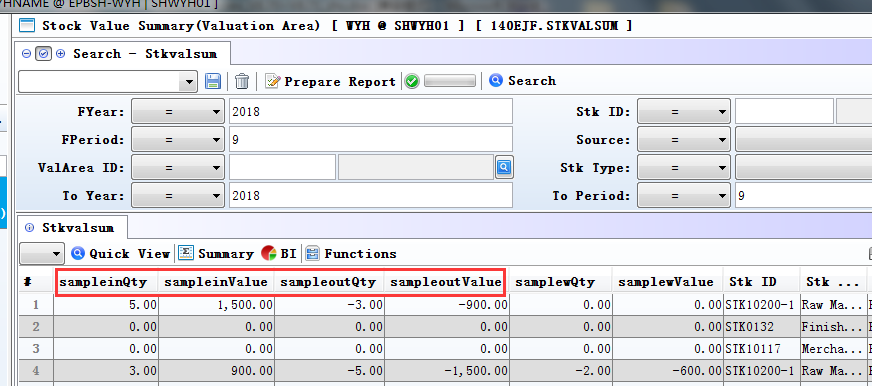 YHNAME @ EPBSH-WYH | SHWYH01 ]
Stock Value Summary(Valuation Area) [ WYH @ SHWYH01 ] [ 140EJF.STKVALSUM ]
Search - Stkvalsum
Prepare Report Search
FYear: = 2018 Stk ID: =
FPeriod: = 9 Source: =
ValArea ID: = Stk Type: =
To Year: = 2018 To Period: = 9
Stkvalsum
Quick View Summary BI Functions
# sampleinQty sampleinValue sampleoutQty sampleoutValue samplewQty samplewValue Stk ID Stk ...
1 5.00 1,500.00 -3.00 -900.00 0.00 0.00 STK10200-1 Raw Ma...
2 0.00 0.00 0.00 0.00 0.00 0.00 STK0132 Finish...
3 0.00 0.00 0.00 0.00 0.00 0.00 STK10117 Mercha...
4 3.00 900.00 -5.00 -1,500.00 -2.00 -600.00 STK10200-1 Raw Ma...